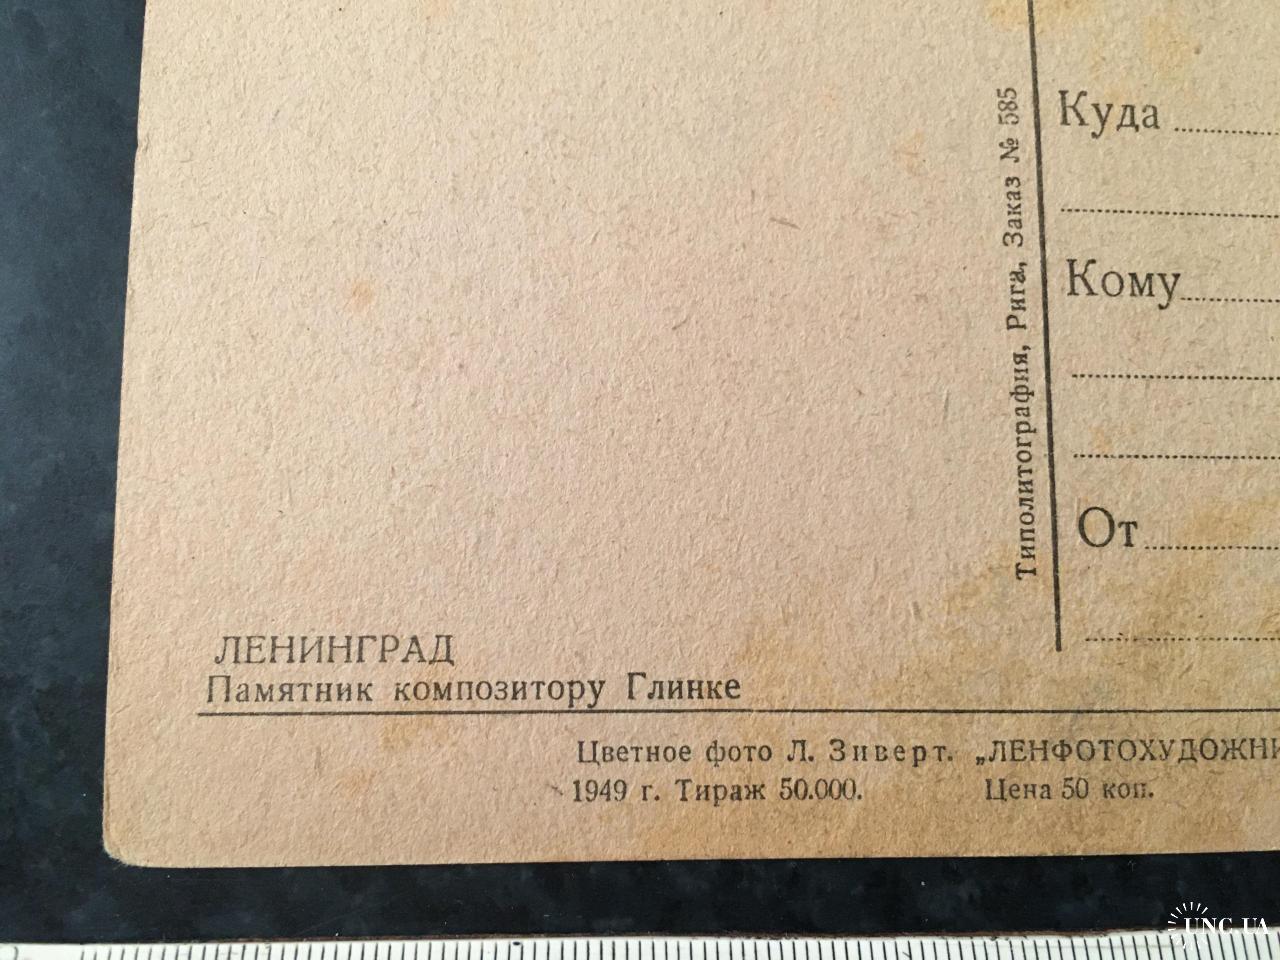 Куда
Кому
От
Типолитография, Рига, Заказ № 585
ЛЕНИНГРАД
Памятник композитору Глинке
Цветное фото Л. Зиверт. „ЛЕНФОТОХУДОЖНИ
1949 г. Тираж 50.000. Цена 50 коп.
UNC.UA